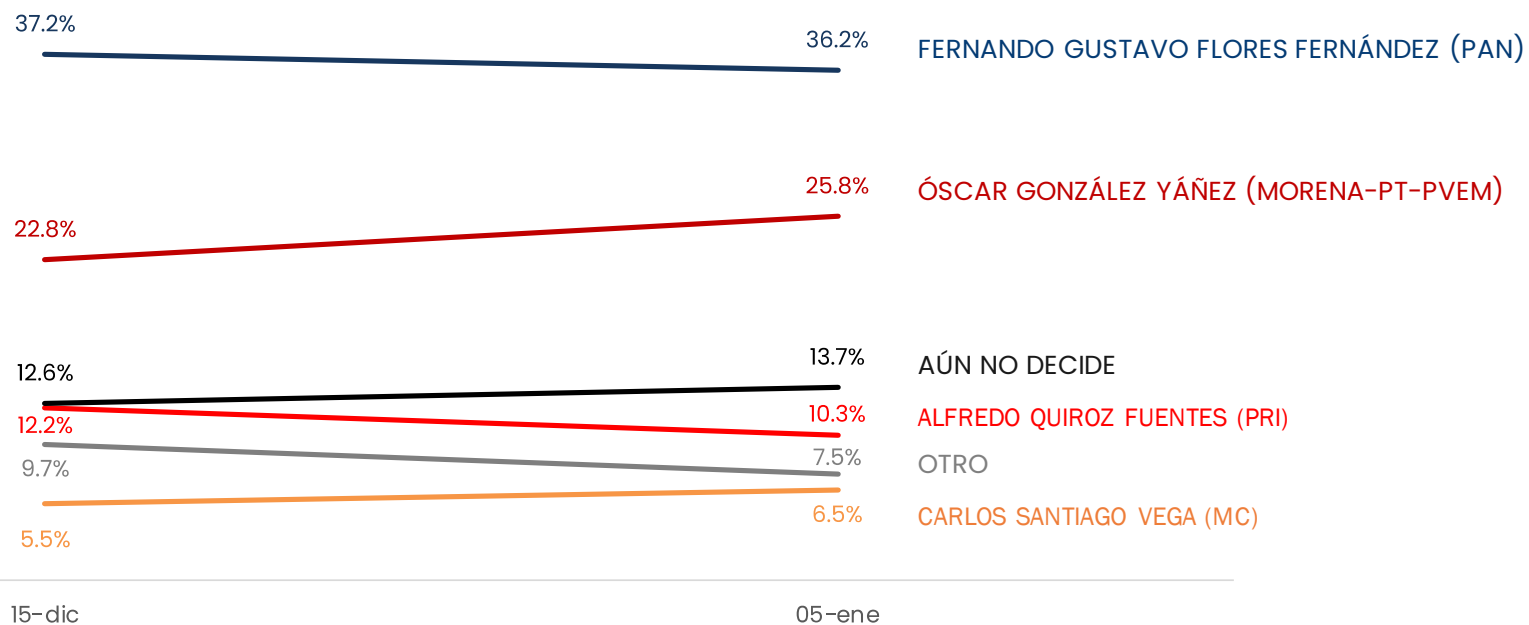 37.2%
36.2%
FERNANDO GUSTAVO FLORES FERNÁNDEZ (PAN)
25.8%
ÓSCAR GONZÁLEZ YÁÑEZ (MORENA-PT-PVEM)
22.8%
13.7%
AÚN NO DECIDE
12.6%
10.3%
ALFREDO QUIROZ FUENTES (PRI)
12.2%
7.5%
OTRO
9.7%
6.5%
CARLOS SANTIAGO VEGA (MC)
5.5%
15-dic
05-ene